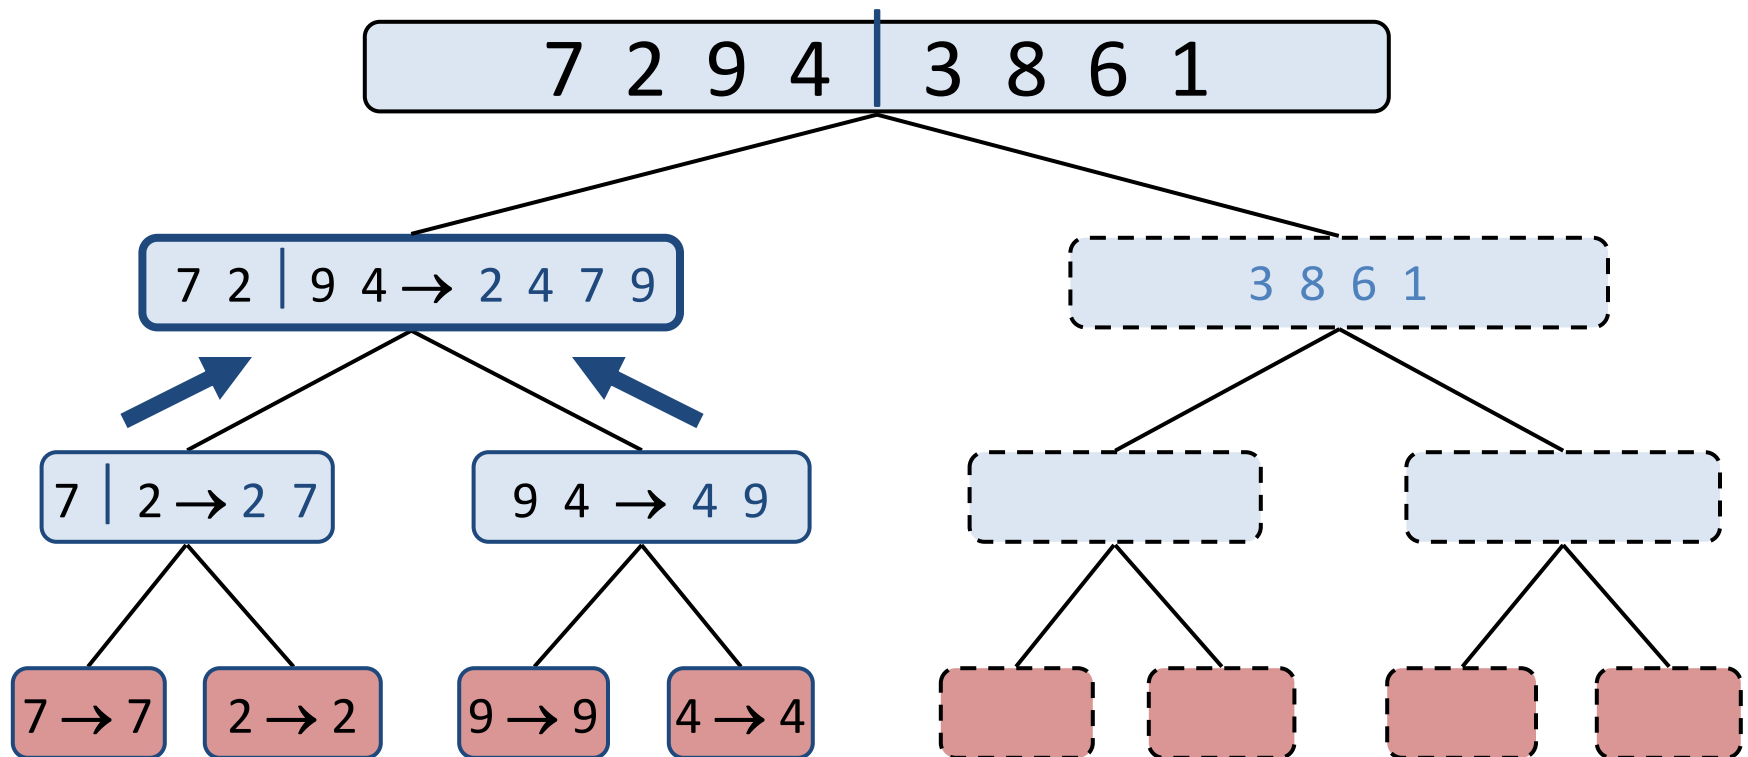 7 2 9 4 | 3 8 6 1
7 2 | 9 4 → 2 4 7 9
3 8 6 1
7 | 2 → 2 7
9 4 → 4 9
7 → 7
2 → 2
9 → 9
4 → 4